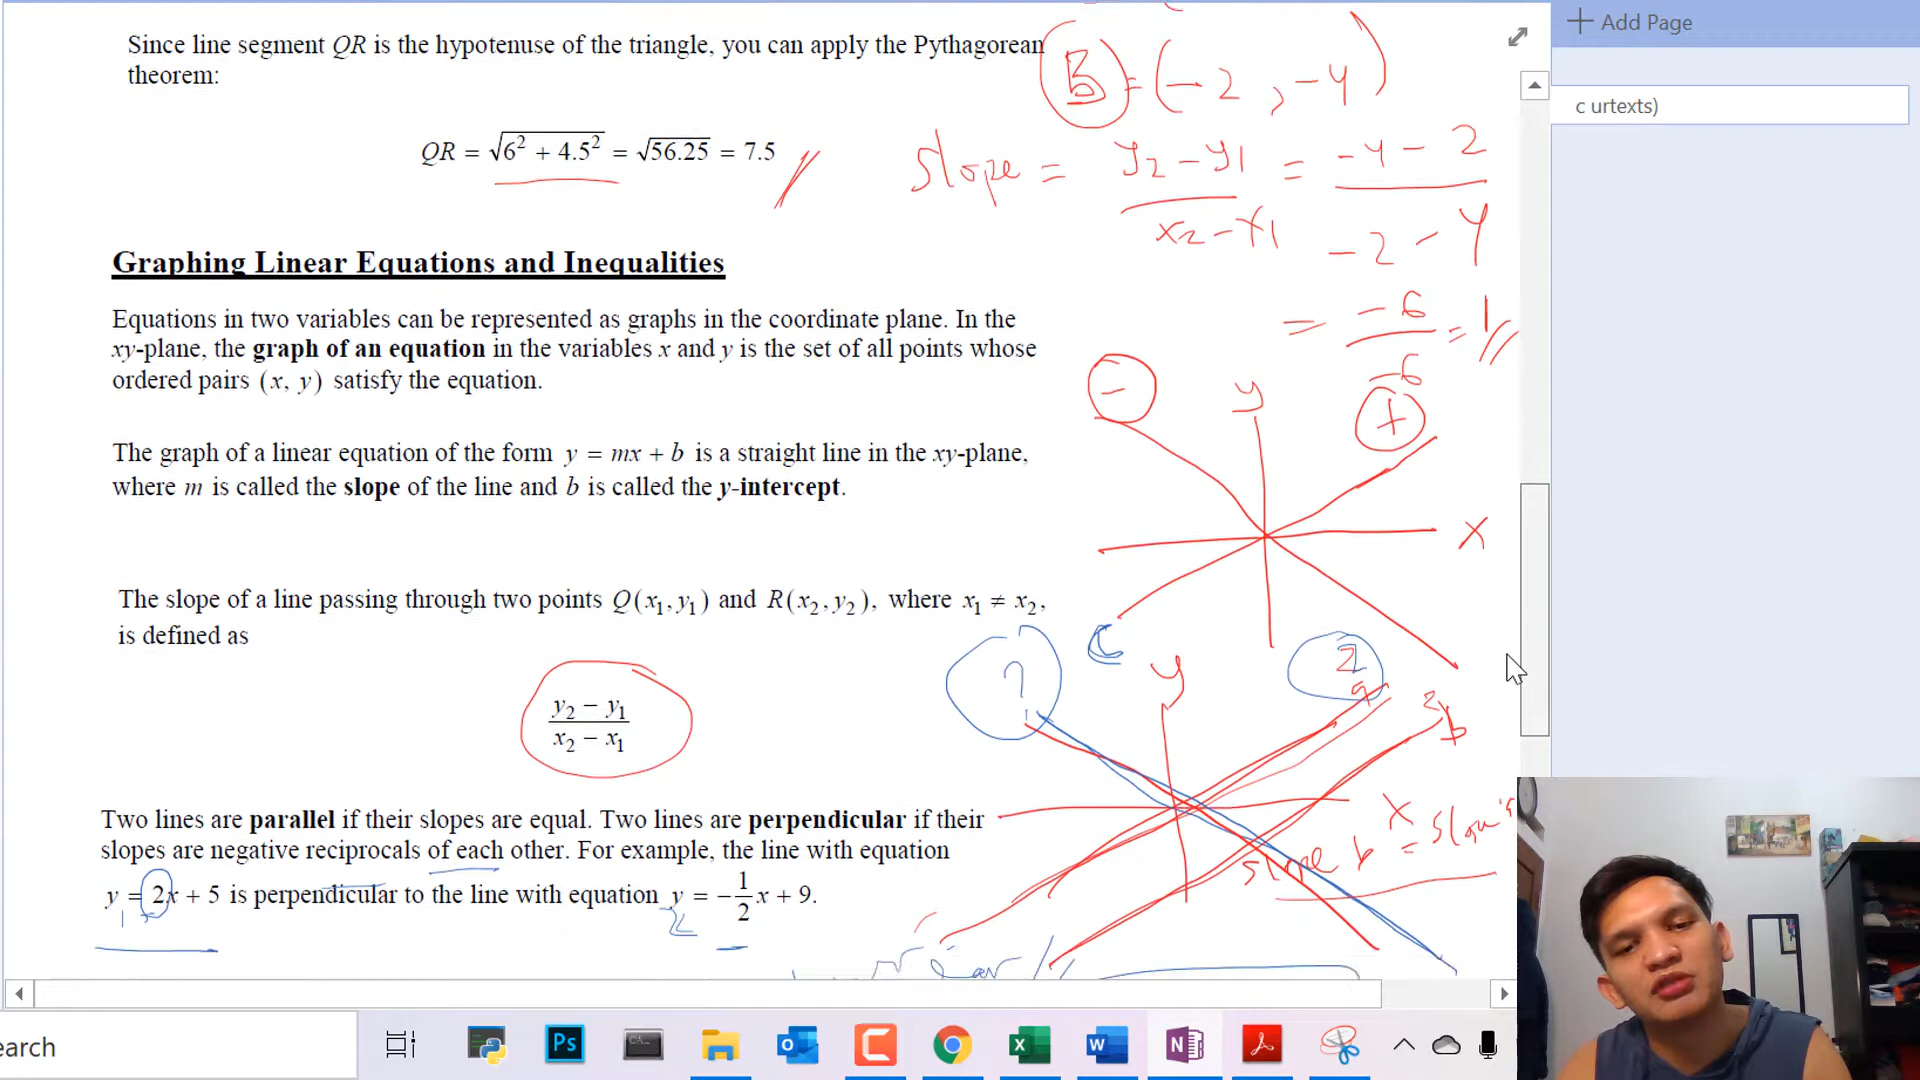 Add Page
c urtexts)
Since line segment QR is the hypotenuse of the triangle, you can apply the Pythagorean
theorem:
QR = √6² + 4.5² = √56.25 = 7.5
B = (-2, -4)
slope = y2 - y1 / x2 - x1 = -4 - 2 / -2 - 4
= -6 / -6 = 1
Graphing Linear Equations and Inequalities
Equations in two variables can be represented as graphs in the coordinate plane. In the
xy-plane, the graph of an equation in the variables x and y is the set of all points whose
ordered pairs (x, y) satisfy the equation.
- y +
x
The graph of a linear equation of the form y = mx + b is a straight line in the xy-plane,
where m is called the slope of the line and b is called the y-intercept.
The slope of a line passing through two points Q(x₁, y₁) and R(x₂, y₂), where x₁ ≠ x₂,
is defined as
y₂ − y₁
x₂ − x₁
? y 2
b
x
slope b =
Two lines are parallel if their slopes are equal. Two lines are perpendicular if their
slopes are negative reciprocals of each other. For example, the line with equation
y = 2x + 5 is perpendicular to the line with equation y = −1/2 x + 9.
1 2
earch
Ps